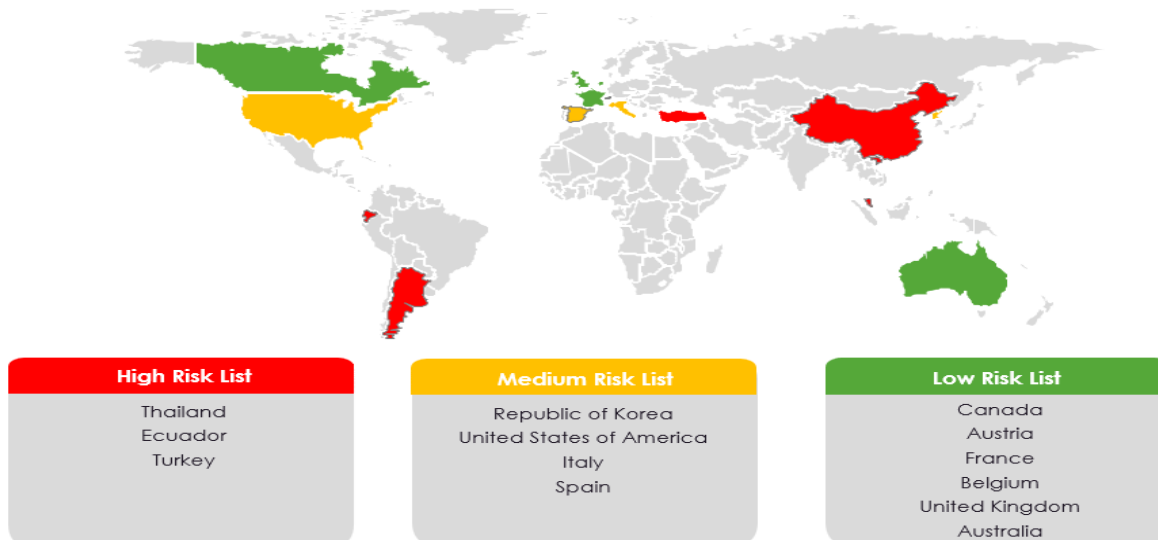 High Risk List
Thailand
Ecuador
Turkey
Medium Risk List
Republic of Korea
United States of America
Italy
Spain
Low Risk List
Canada
Austria
France
Belgium
United Kingdom
Australia